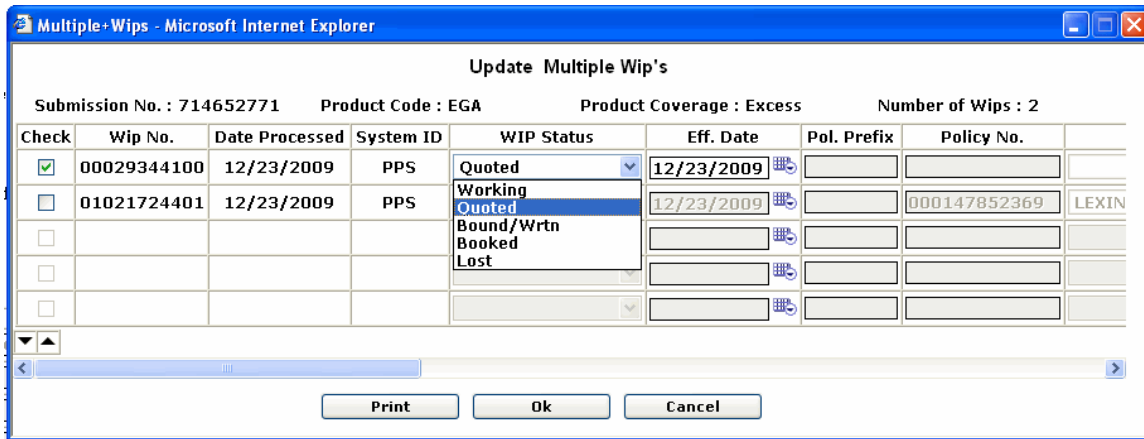 Multiple+Wips - Microsoft Internet Explorer
Update Multiple Wip's
Submission No. : 714652771 Product Code : EGA Product Coverage : Excess Number of Wips : 2
Check Wip No. Date Processed System ID WIP Status Eff. Date Pol. Prefix Policy No.
00029344100 12/23/2009 PPS Quoted 12/23/2009
Working
01021724401 12/23/2009 PPS Quoted 12/23/2009 000147852369 LEXIN
Bound/Wrtn
Booked
Lost
Print Ok Cancel